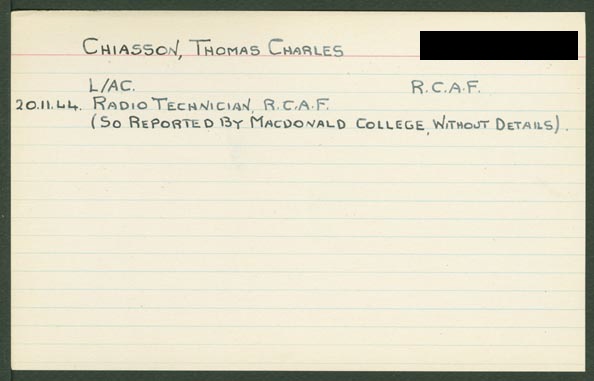 CHIASSON, THOMAS CHARLES
L/AC. R.C.A.F.
20.11.44. RADIO TECHNICIAN, R.C.A.F.
(SO REPORTED BY MACDONALD COLLEGE, WITHOUT DETAILS).